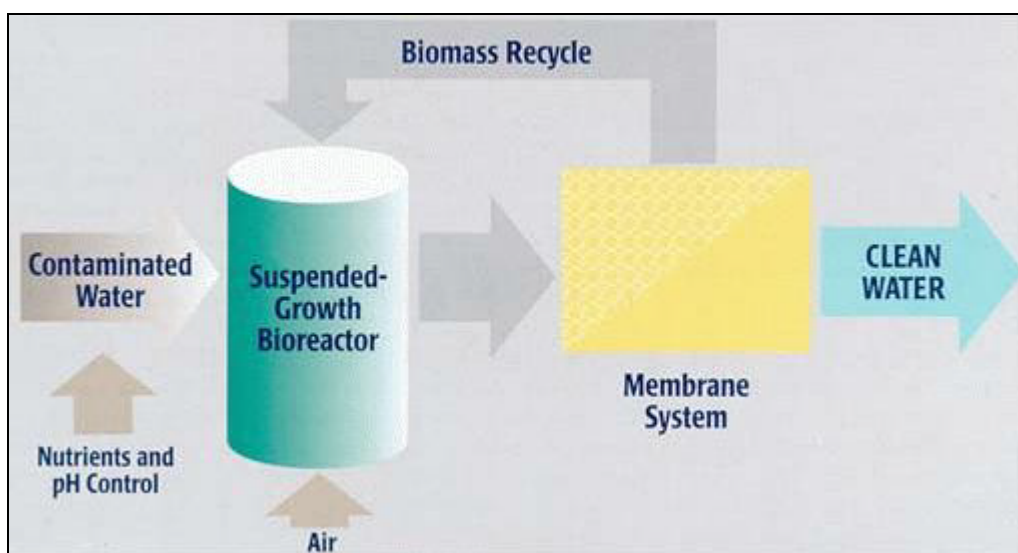 Biomass Recycle
Contaminated
Water
Suspended-
Growth
Bioreactor
CLEAN
WATER
Membrane
System
Nutrients and
pH Control
Air